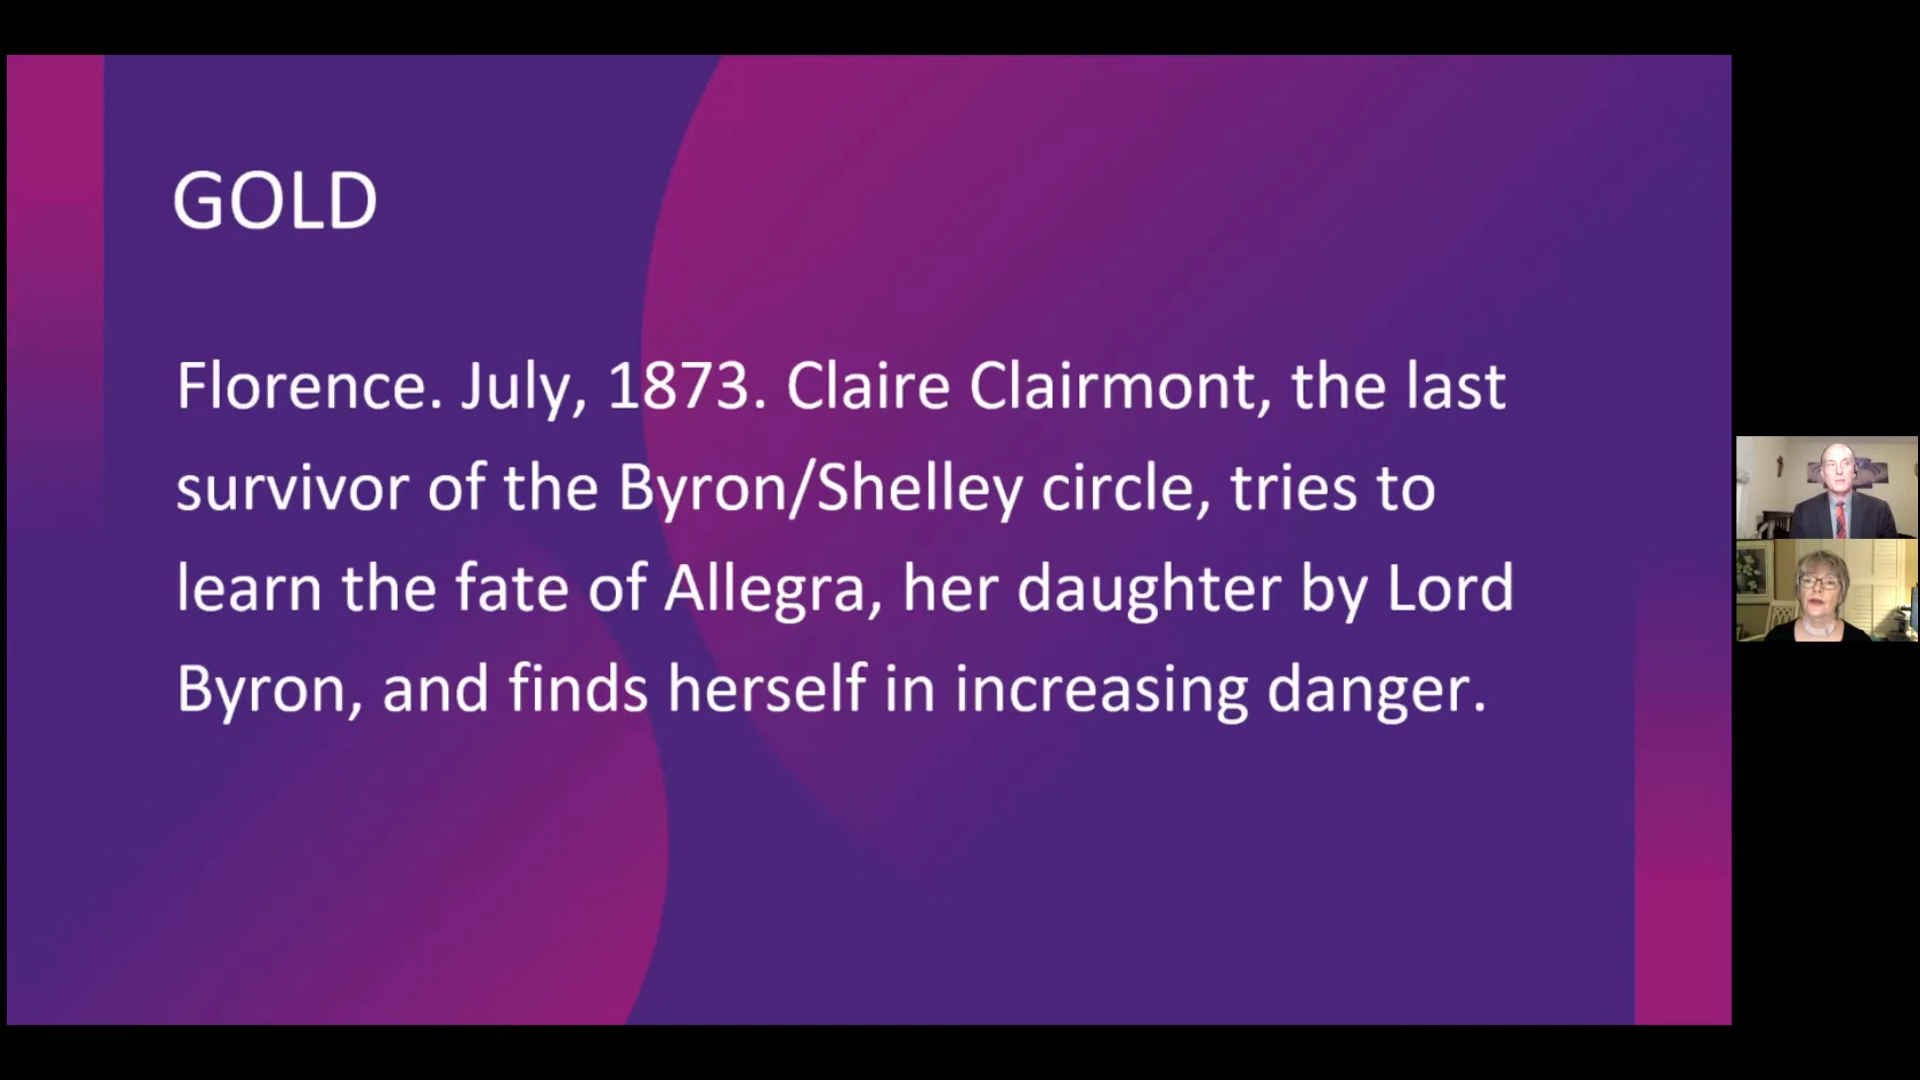 GOLD
Florence. July, 1873. Claire Clairmont, the last
survivor of the Byron/Shelley circle, tries to
learn the fate of Allegra, her daughter by Lord
Byron, and finds herself in increasing danger.